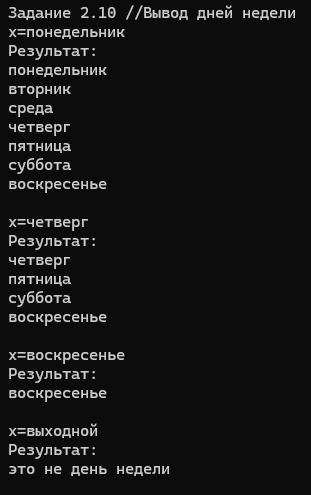 Задание 2.10 //Вывод дней недели
x=понедельник
Результат:
понедельник
вторник
среда
четверг
пятница
суббота
воскресенье
x=четверг
Результат:
четверг
пятница
суббота
воскресенье
x=воскресенье
Результат:
воскресенье
x=выходной
Результат:
это не день недели